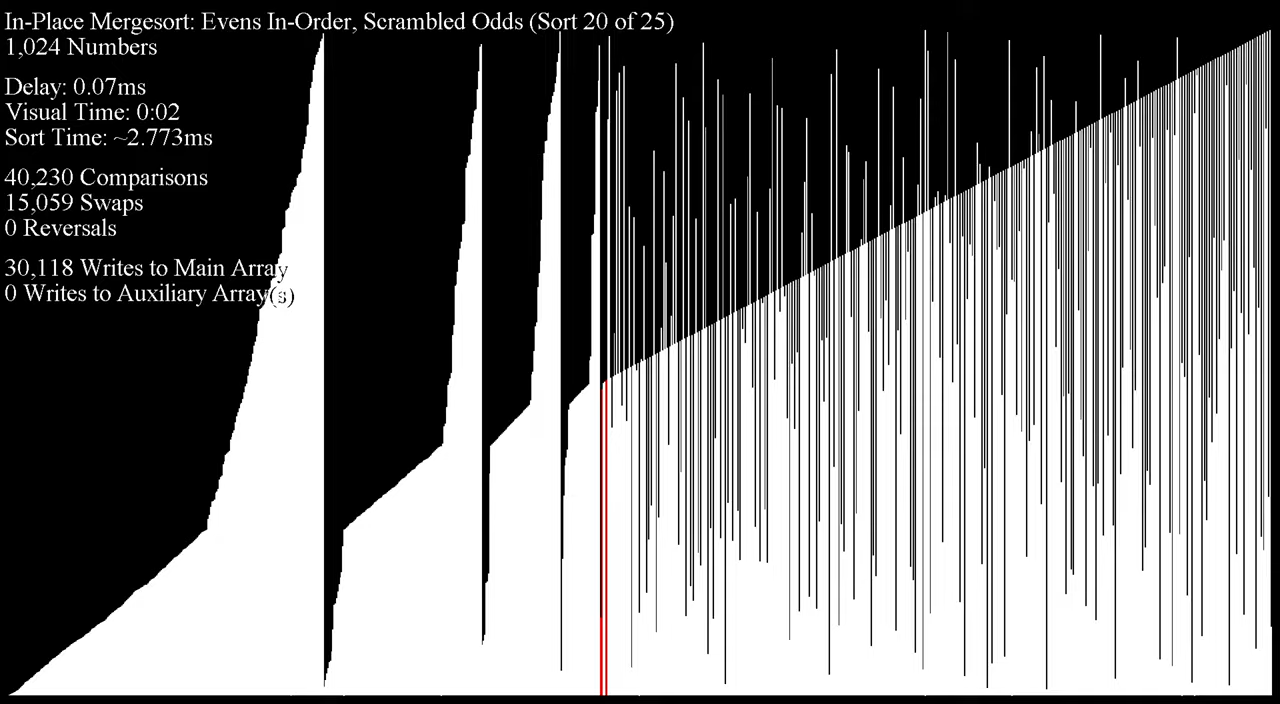 In-Place Mergesort: Evens In-Order, Scrambled Odds (Sort 20 of 25)
1,024 Numbers
Delay: 0.07ms
Visual Time: 0:02
Sort Time: ~2.773ms
40,230 Comparisons
15,059 Swaps
0 Reversals
30,118 Writes to Main Array
0 Writes to Auxiliary Array(s)